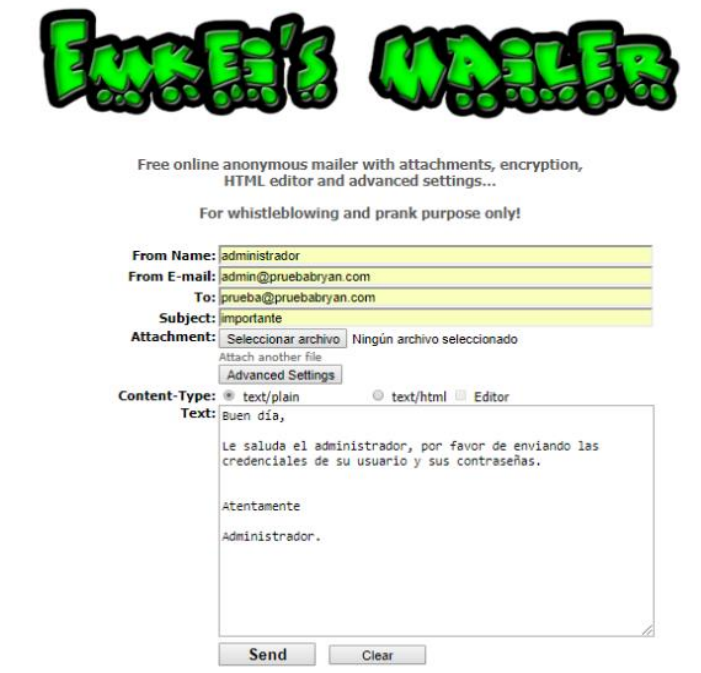 EMKEI'S MAILER
Free online anonymous mailer with attachments, encryption,
HTML editor and advanced settings...
For whistleblowing and prank purpose only!
From Name: administrador
From E-mail: admin@pruebabryan.com
To: prueba@pruebabryan.com
Subject: importante
Attachment: Seleccionar archivo Ningún archivo seleccionado
Attach another file
Advanced Settings
Content-Type: text/plain text/html Editor
Text: Buen día,
Le saluda el administrador, por favor de enviando las
credenciales de su usuario y sus contraseñas.
Atentamente
Administrador.
Send Clear